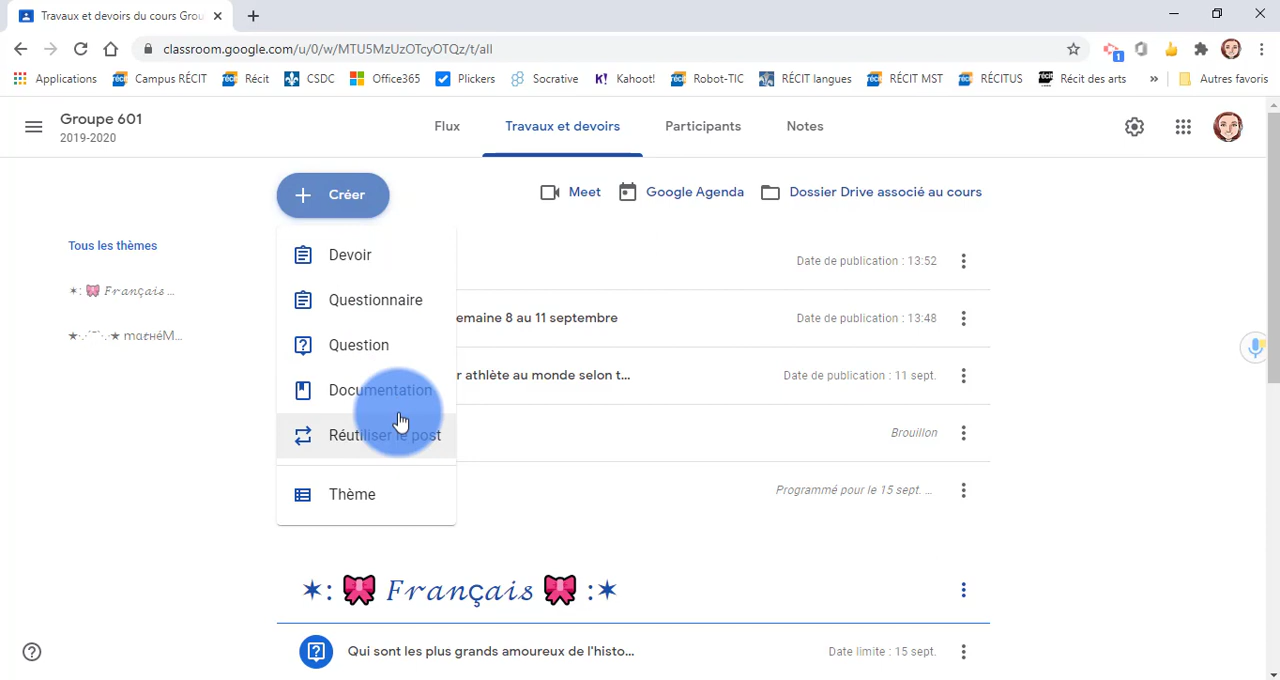 Travaux et devoirs du cours Grou
classroom.google.com/u/0/w/MTU5MzUzOTcyOTQz/t/all
1
Applications Campus RÉCIT Récit CSDC Office365 Plickers Socrative Kahoot! Robot-TIC RÉCIT langues RÉCIT MST RÉCITUS Récit des arts » Autres favoris
Groupe 601
2019-2020
Flux Travaux et devoirs Participants Notes
Créer
Meet Google Agenda Dossier Drive associé au cours
Tous les thèmes
✶: 🎀 𝓕𝓻𝓪𝓷ç𝓪𝓲𝓼 ...
mαтнéM...
Devoir
Questionnaire
Question
Documentation
Réutiliser le post
Thème
Date de publication : 13:52
emaine 8 au 11 septembre Date de publication : 13:48
r athlète au monde selon t... Date de publication : 11 sept.
Brouillon
Programmé pour le 15 sept. ...
✶: 🎀 𝓕𝓻𝓪𝓷ç𝓪𝓲𝓼 🎀 :✶
Qui sont les plus grands amoureux de l'histo... Date limite : 15 sept.